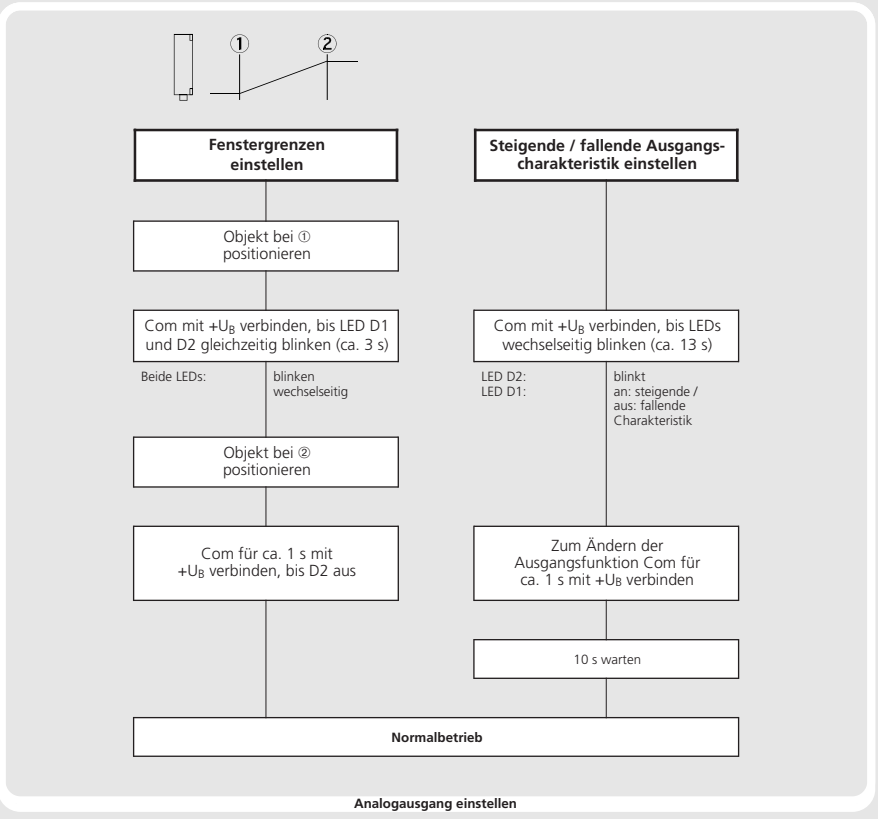 ① ②
Fenstergrenzen
einstellen
Objekt bei ①
positionieren
Com mit +UB verbinden, bis LED D1
und D2 gleichzeitig blinken (ca. 3 s)
Beide LEDs: blinken
wechselseitig
Objekt bei ②
positionieren
Com für ca. 1 s mit
+UB verbinden, bis D2 aus
Steigende / fallende Ausgangs-
charakteristik einstellen
Com mit +UB verbinden, bis LEDs
wechselseitig blinken (ca. 13 s)
LED D2: blinkt
LED D1: an: steigende /
aus: fallende
Charakteristik
Zum Ändern der
Ausgangsfunktion Com für
ca. 1 s mit +UB verbinden
10 s warten
Normalbetrieb
Analogausgang einstellen